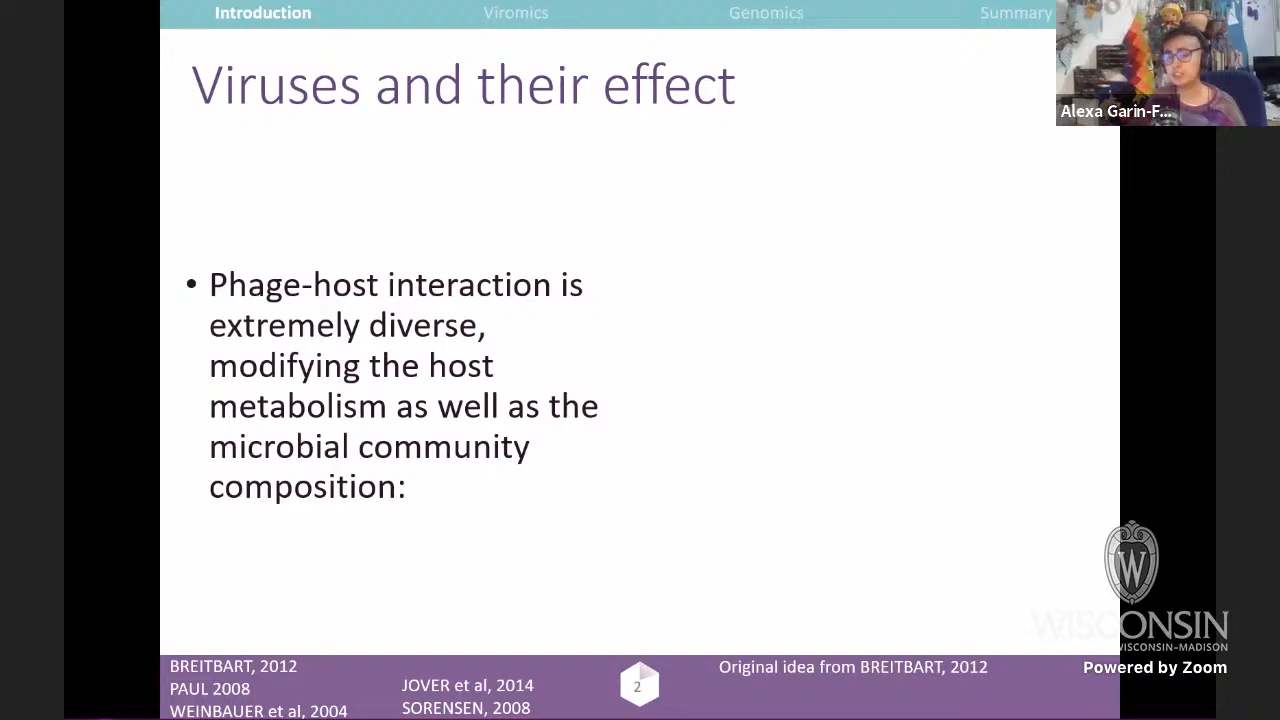 Introduction Viromics Genomics Summary
Viruses and their effect
Alexa Garin-F...
• Phage-host interaction is
extremely diverse,
modifying the host
metabolism as well as the
microbial community
composition:
W
WISCONSIN
WISCONSIN–MADISON
Powered by Zoom
BREITBART, 2012
PAUL 2008
WEINBAUER et al, 2004
JOVER et al, 2014
SORENSEN, 2008
2
Original idea from BREITBART, 2012